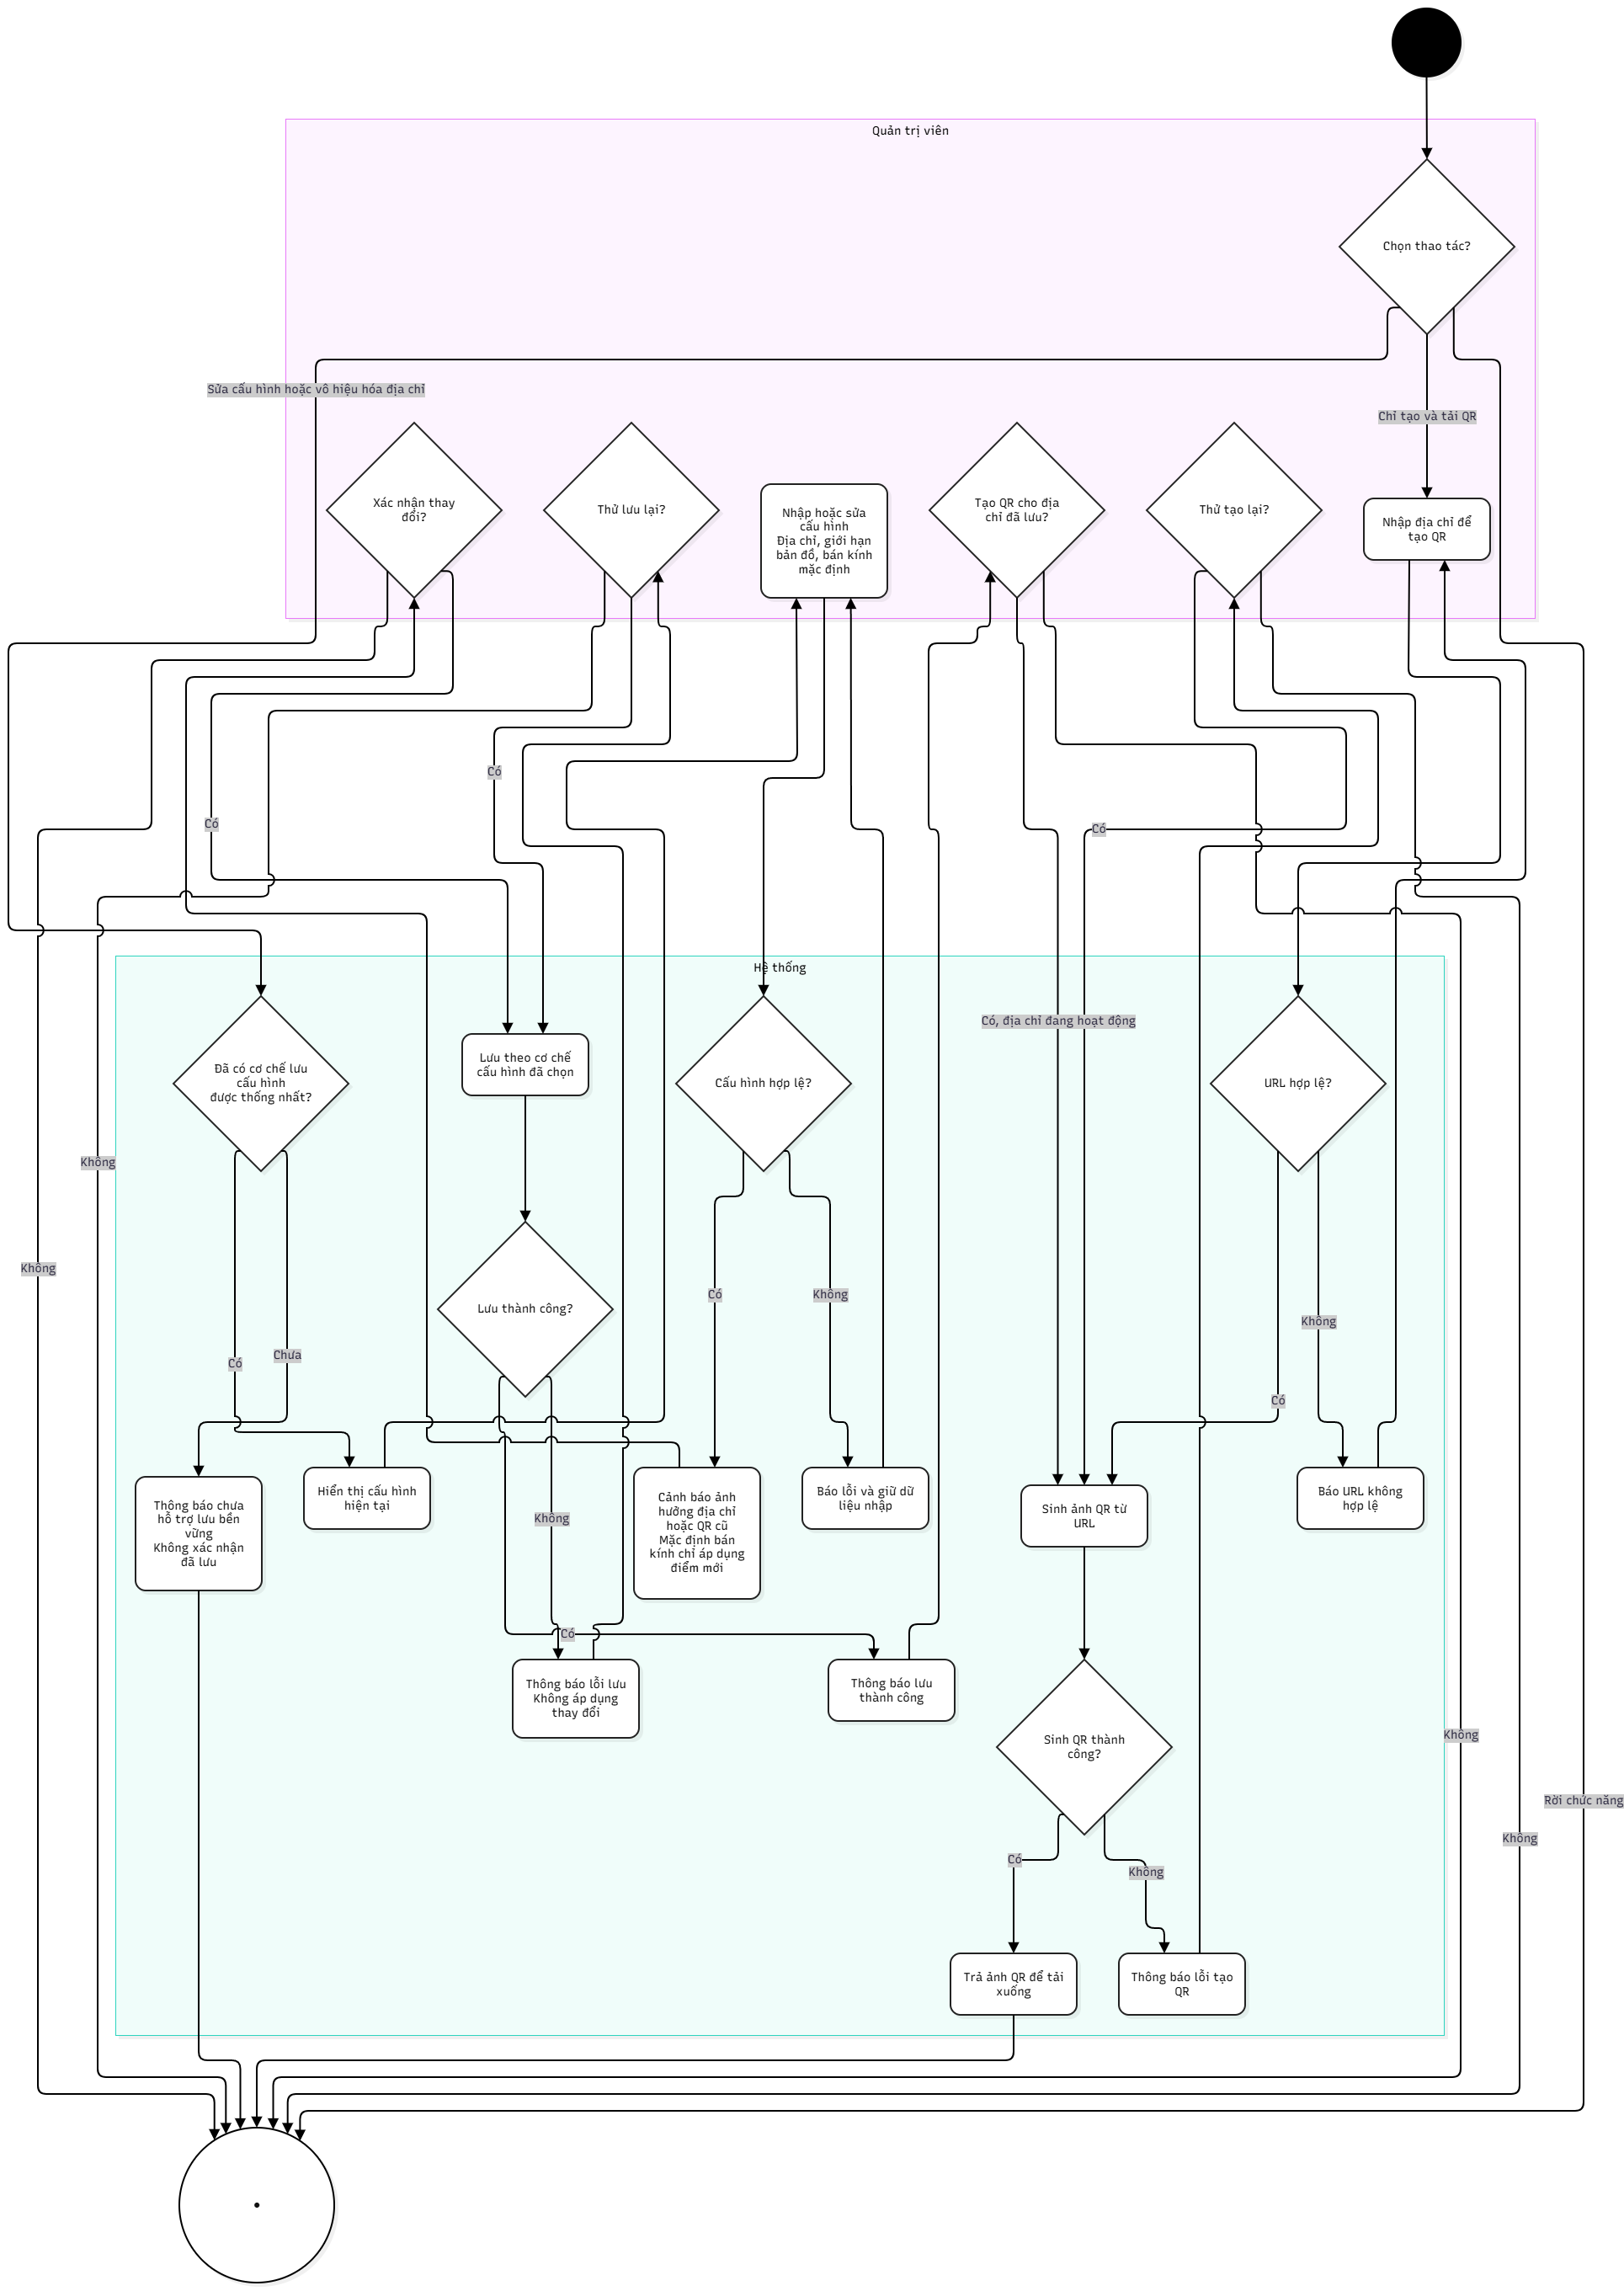 Quản trị viên
Chọn thao tác?
Sửa cấu hình hoặc vô hiệu hóa địa chỉ
Chỉ tạo và tải QR
Xác nhận thay
đổi?
Thử lưu lại?
Nhập hoặc sửa
cấu hình
Địa chỉ, giới hạn
bản đồ, bán kính
mặc định
Tạo QR cho địa
chỉ đã lưu?
Thử tạo lại?
Nhập địa chỉ để
tạo QR
Có
Có
Có
Hệ thống
Có, địa chỉ đang hoạt động
Đã có cơ chế lưu
cấu hình
được thống nhất?
Lưu theo cơ chế
cấu hình đã chọn
Cấu hình hợp lệ?
URL hợp lệ?
Không
Không
Có
Không
Lưu thành công?
Không
Có
Chưa
Có
Thông báo chưa
hỗ trợ lưu bền
vững
Không xác nhận
đã lưu
Hiển thị cấu hình
hiện tại
Không
Cảnh báo ảnh
hưởng địa chỉ
hoặc QR cũ
Mặc định bán
kính chỉ áp dụng
điểm mới
Báo lỗi và giữ dữ
liệu nhập
Sinh ảnh QR từ
URL
Báo URL không
hợp lệ
Có
Thông báo lỗi lưu
Không áp dụng
thay đổi
Thông báo lưu
thành công
Sinh QR thành
công?
Không
Rời chức năng
Không
Có
Không
Trả ảnh QR để tải
xuống
Thông báo lỗi tạo
QR